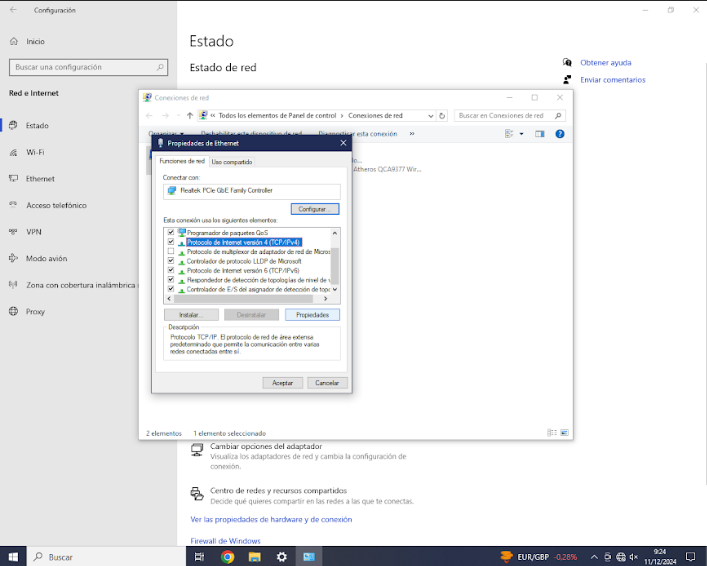 Configuración
Inicio
Buscar una configuración
Red e Internet
Estado
Wi-Fi
Ethernet
Acceso telefónico
VPN
Modo avión
Zona con cobertura inalámbrica
Proxy
Estado
Estado de red
Obtener ayuda
Enviar comentarios
Conexiones de red
« Todos los elementos de Panel de control > Conexiones de red
Buscar en Conexiones de red
Organizar
Deshabilitar este dispositivo de red
Diagnosticar esta conexión
»
Atheros QCA9377 Wir...
Propiedades de Ethernet
Funciones de red
Uso compartido
Conectar con:
Realtek PCIe GbE Family Controller
Configurar...
Esta conexión usa los siguientes elementos:
Programador de paquetes QoS
Protocolo de Internet versión 4 (TCP/IPv4)
Protocolo de multiplexor de adaptador de red de Micros
Controlador de protocolo LLDP de Microsoft
Protocolo de Internet versión 6 (TCP/IPv6)
Respondedor de detección de topologías de nivel de v
Controlador de E/S del asignador de detección de topo
Instalar...
Desinstalar
Propiedades
Descripción
Protocolo TCP/IP. El protocolo de red de área extensa
predeterminado que permite la comunicación entre varias
redes conectadas entre sí.
Aceptar
Cancelar
2 elementos
1 elemento seleccionado
Cambiar opciones del adaptador
Visualiza los adaptadores de red y cambia la configuración de
conexión.
Centro de redes y recursos compartidos
Decide qué quieres compartir en las redes a las que te conectas.
Ver las propiedades de hardware y de conexión
Firewall de Windows
Buscar
EUR/GBP -0,28%
9:24
11/12/2024